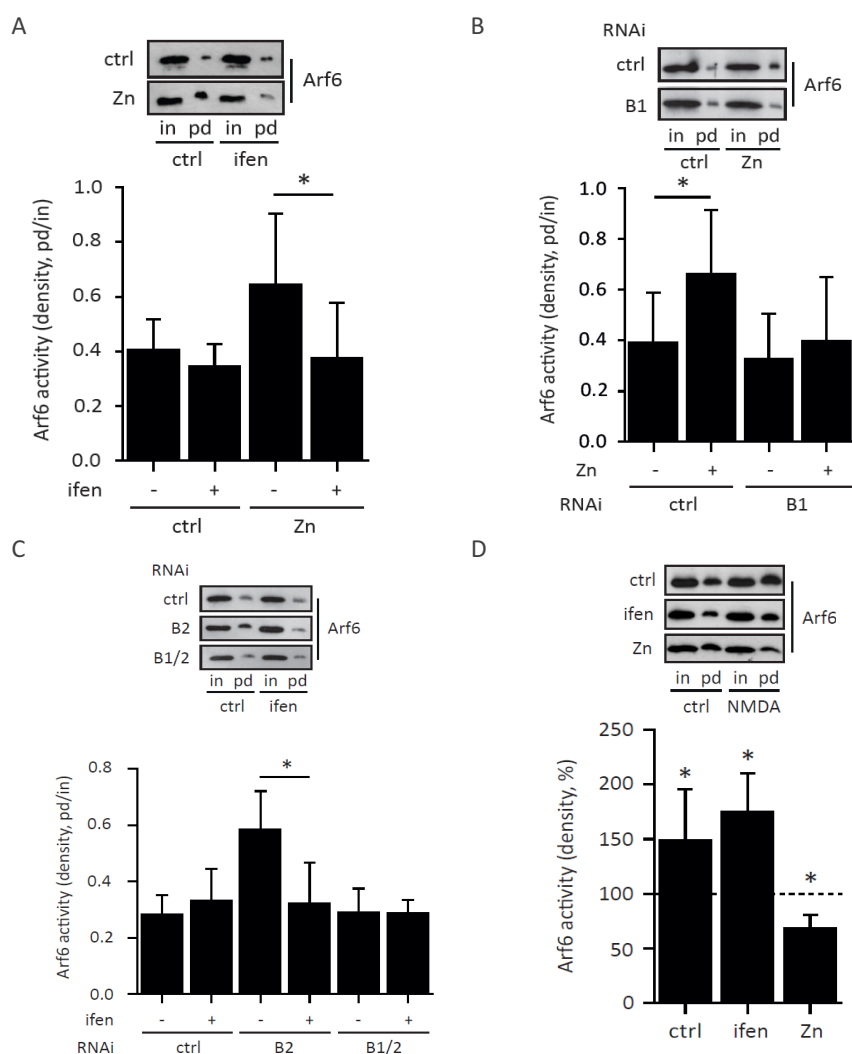 A
ctrl
Zn
Arf6
in pd in pd
ctrl ifen
*
Arf6 activity (density, pd/in)
1.0
0.8
0.6
0.4
0.2
0.0
ifen - + - +
ctrl Zn
B
RNAi
ctrl
B1
Arf6
in pd in pd
ctrl Zn
*
Arf6 activity (density, pd/in)
1.0
0.8
0.6
0.4
0.2
0.0
Zn - + - +
RNAi ctrl B1
C
RNAi
ctrl
B2
B1/2
Arf6
in pd in pd
ctrl ifen
*
Arf6 activity (density, pd/in)
0.8
0.6
0.4
0.2
0.0
ifen - + - + - +
RNAi ctrl B2 B1/2
D
ctrl
ifen
Zn
Arf6
in pd in pd
ctrl NMDA
* * *
Arf6 activity (density, %)
250
200
150
100
50
0
ctrl ifen Zn